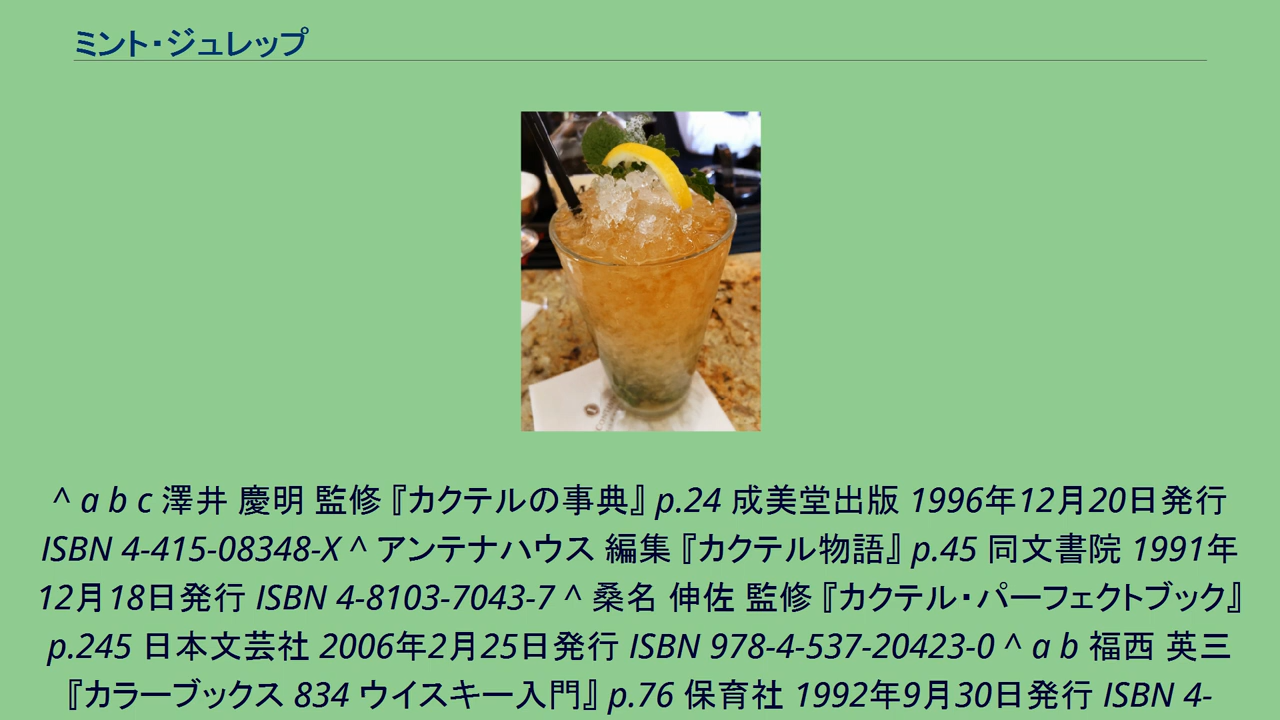 ミント・ジュレップ
^ a b c 澤井 慶明 監修 『カクテルの事典』 p.24 成美堂出版 1996年12月20日発行
ISBN 4-415-08348-X ^ アンテナハウス 編集 『カクテル物語』 p.45 同文書院 1991年
12月18日発行 ISBN 4-8103-7043-7 ^ 桑名 伸佐 監修 『カクテル・パーフェクトブック』
p.245 日本文芸社 2006年2月25日発行 ISBN 978-4-537-20423-0 ^ a b 福西 英三
『カラーブックス 834 ウイスキー入門』 p.76 保育社 1992年9月30日発行 ISBN 4-